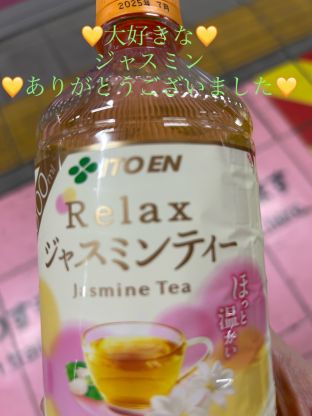 2025年 7月
🧡大好きな🧡
ジャスミン
🧡ありがとうございました🧡
ITO EN
Relax
ジャスミンティー
Jasmine Tea
ほっと
温かい